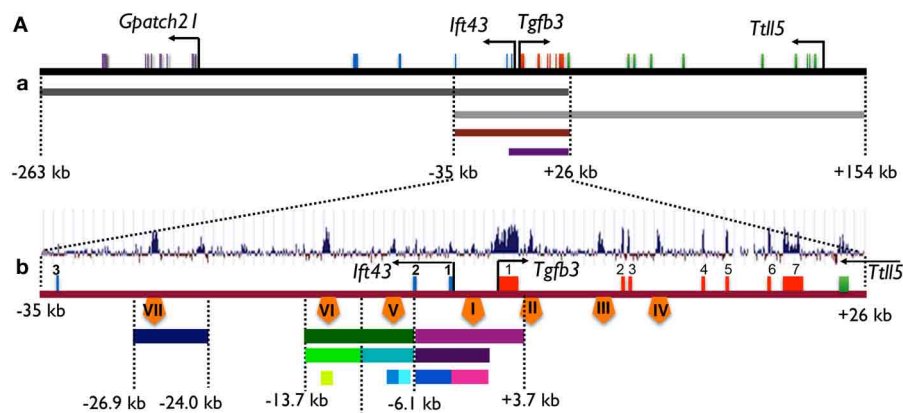 A
Gpatch21 Ift43 Tgfb3 Ttll5
a
-263 kb -35 kb +26 kb +154 kb
b
3 Ift43 2 1 1 Tgfb3 2 3 4 5 6 7 Ttll5
-35 kb VII VI V I II III IV +26 kb
-26.9 kb -24.0 kb -13.7 kb -6.1 kb +3.7 kb